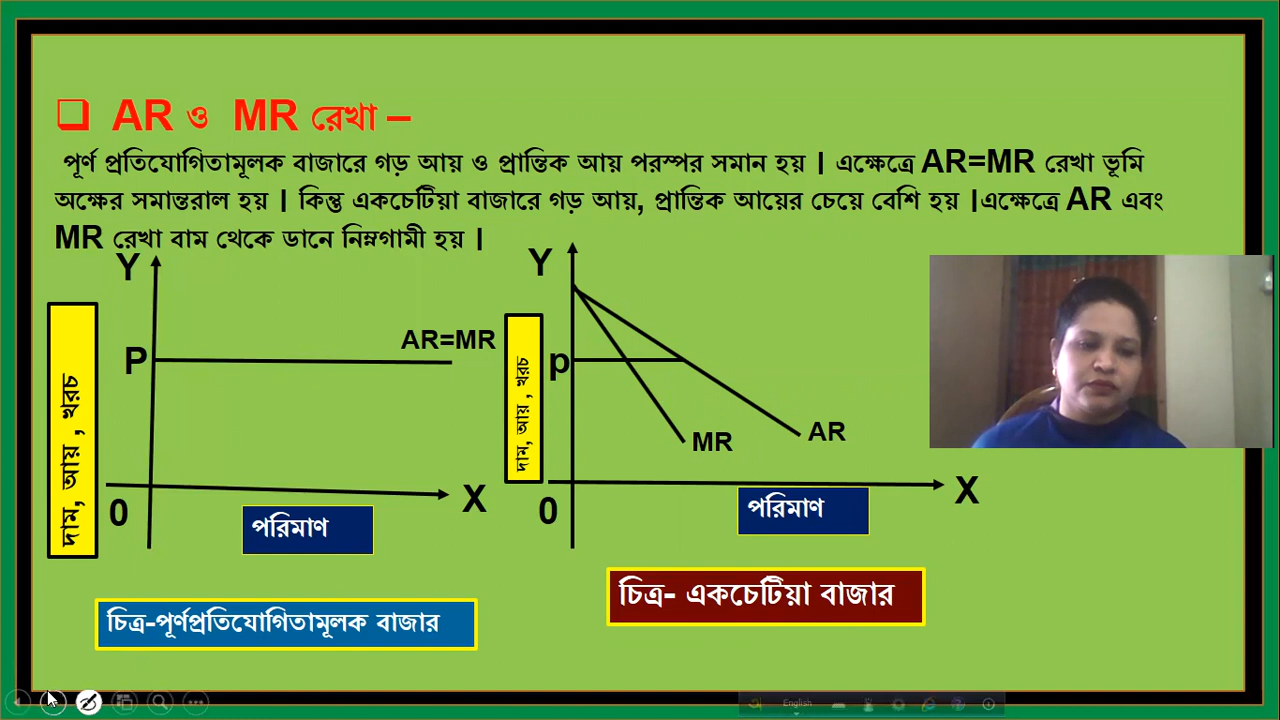 ❑ AR ও MR রেখা –
পূর্ণ প্রতিযোগিতামূলক বাজারে গড় আয় ও প্রান্তিক আয় পরস্পর সমান হয় | এক্ষেত্রে AR=MR রেখা ভূমি
অক্ষের সমান্তরাল হয় | কিন্তু একচেটিয়া বাজারে গড় আয়, প্রান্তিক আয়ের চেয়ে বেশি হয় |এক্ষেত্রে AR এবং
MR রেখা বাম থেকে ডানে নিম্নগামী হয় |
Y
দাম, আয় , খরচ
AR=MR
P
0
X
পরিমাণ
চিত্র-পূর্ণপ্রতিযোগিতামূলক বাজার
Y
দাম, আয় , খরচ
p
MR
AR
0
X
পরিমাণ
চিত্র- একচেটিয়া বাজার
English